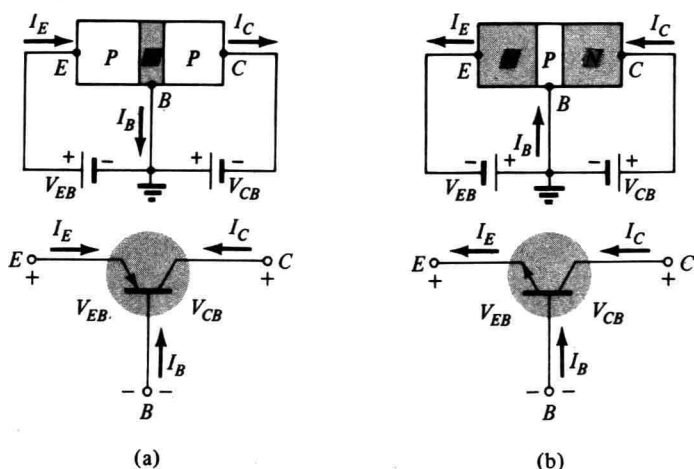 I_E I_C I_E I_C
P P P N
E C E C
B B
I_B I_B
+ - + - - + - +
V_EB V_CB V_EB V_CB
I_E I_C I_E I_C
E C E C
+ + + +
V_EB V_CB V_EB V_CB
I_B I_B
- - - -
B B
(a) (b)